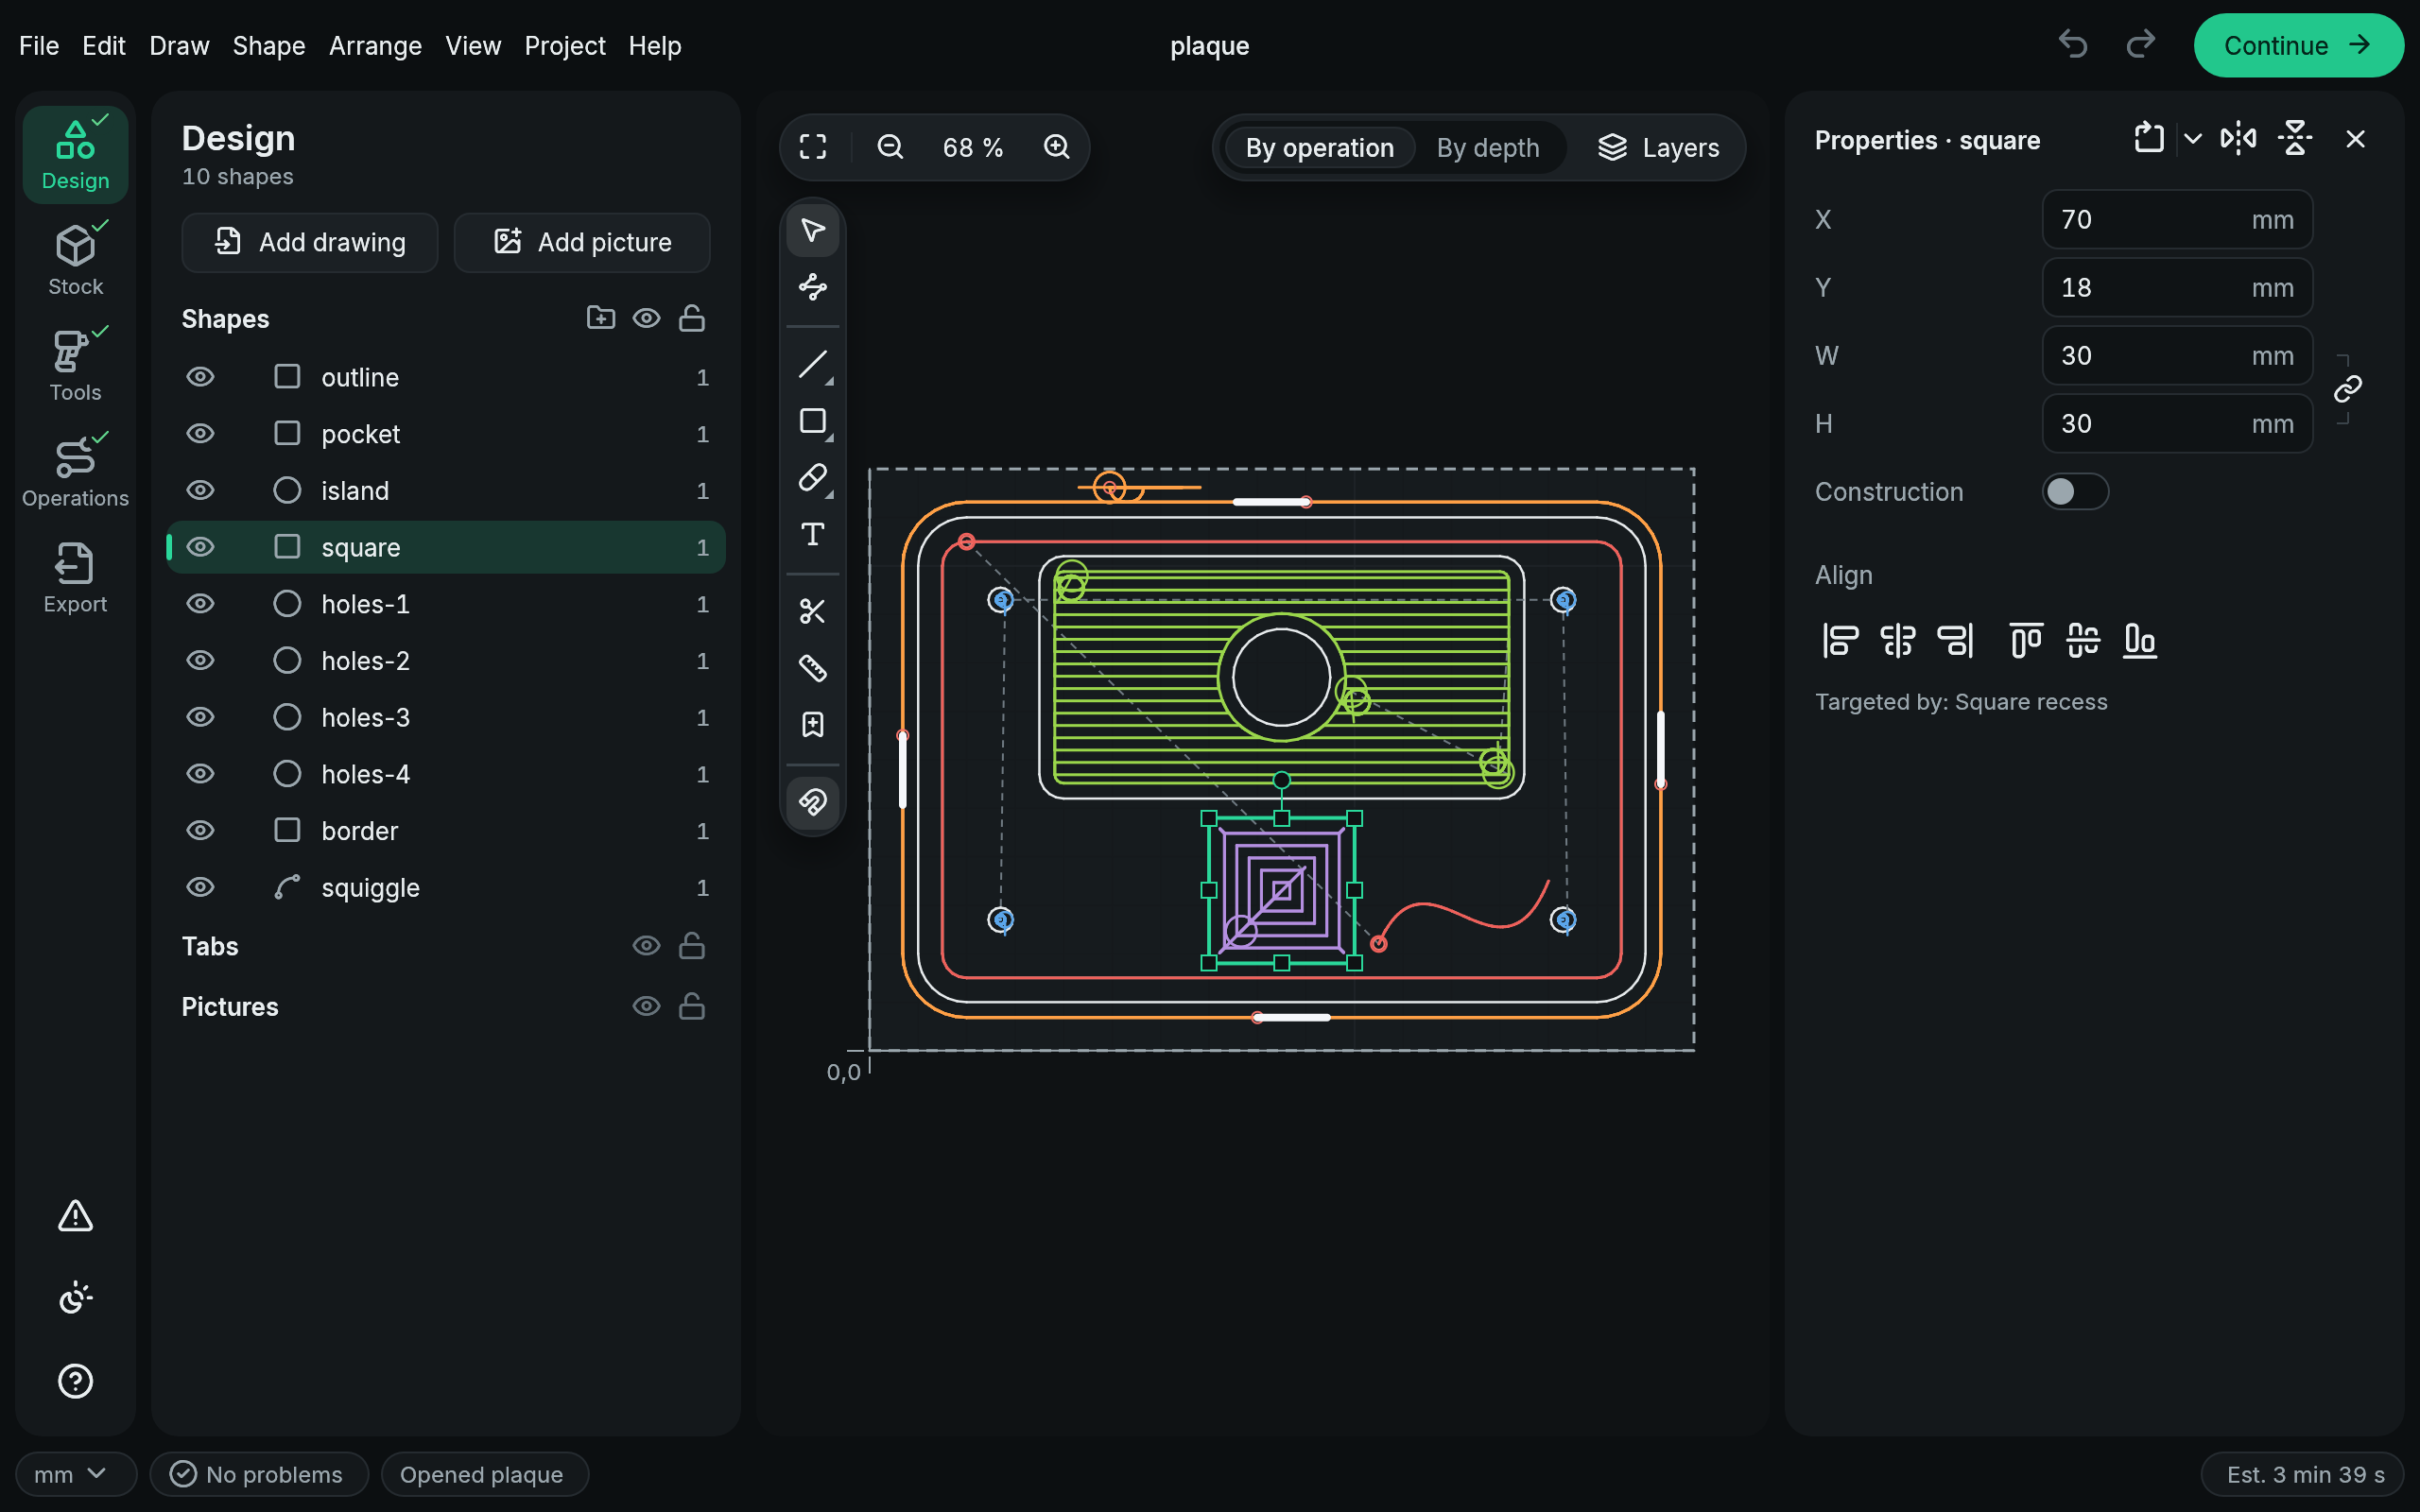 File Edit Draw Shape Arrange View Project Help
plaque
Continue
Design
Stock
Tools
Operations
Export
Design
10 shapes
Add drawing
Add picture
Shapes
outline 1
pocket 1
island 1
square 1
holes-1 1
holes-2 1
holes-3 1
holes-4 1
border 1
squiggle 1
Tabs
Pictures
68 %
By operation
By depth
Layers
0,0
Properties · square
X 70 mm
Y 18 mm
W 30 mm
H 30 mm
Construction
Align
Targeted by: Square recess
mm
No problems
Opened plaque
Est. 3 min 39 s